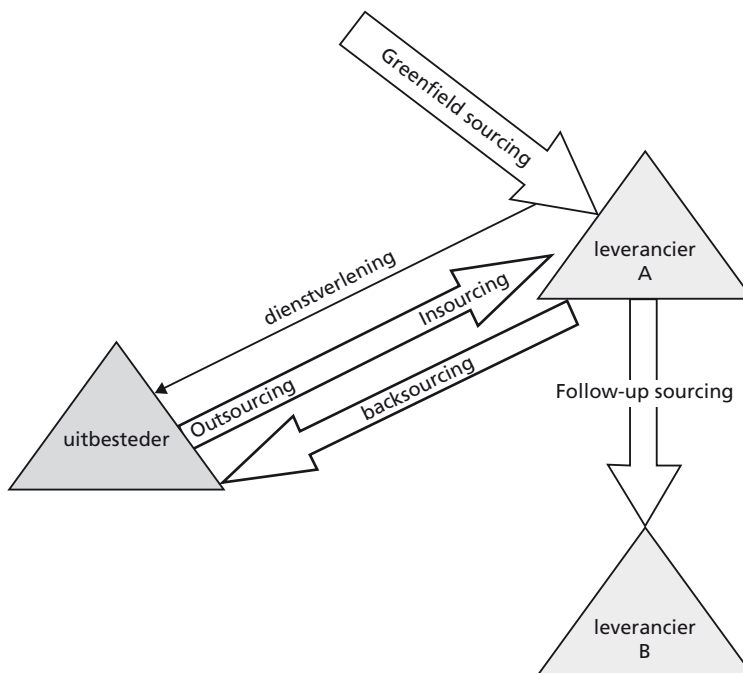 Greenfield sourcing
leverancier
A
dienstverlening
Insourcing
Outsourcing
backsourcing
Follow-up sourcing
uitbesteder
leverancier
B